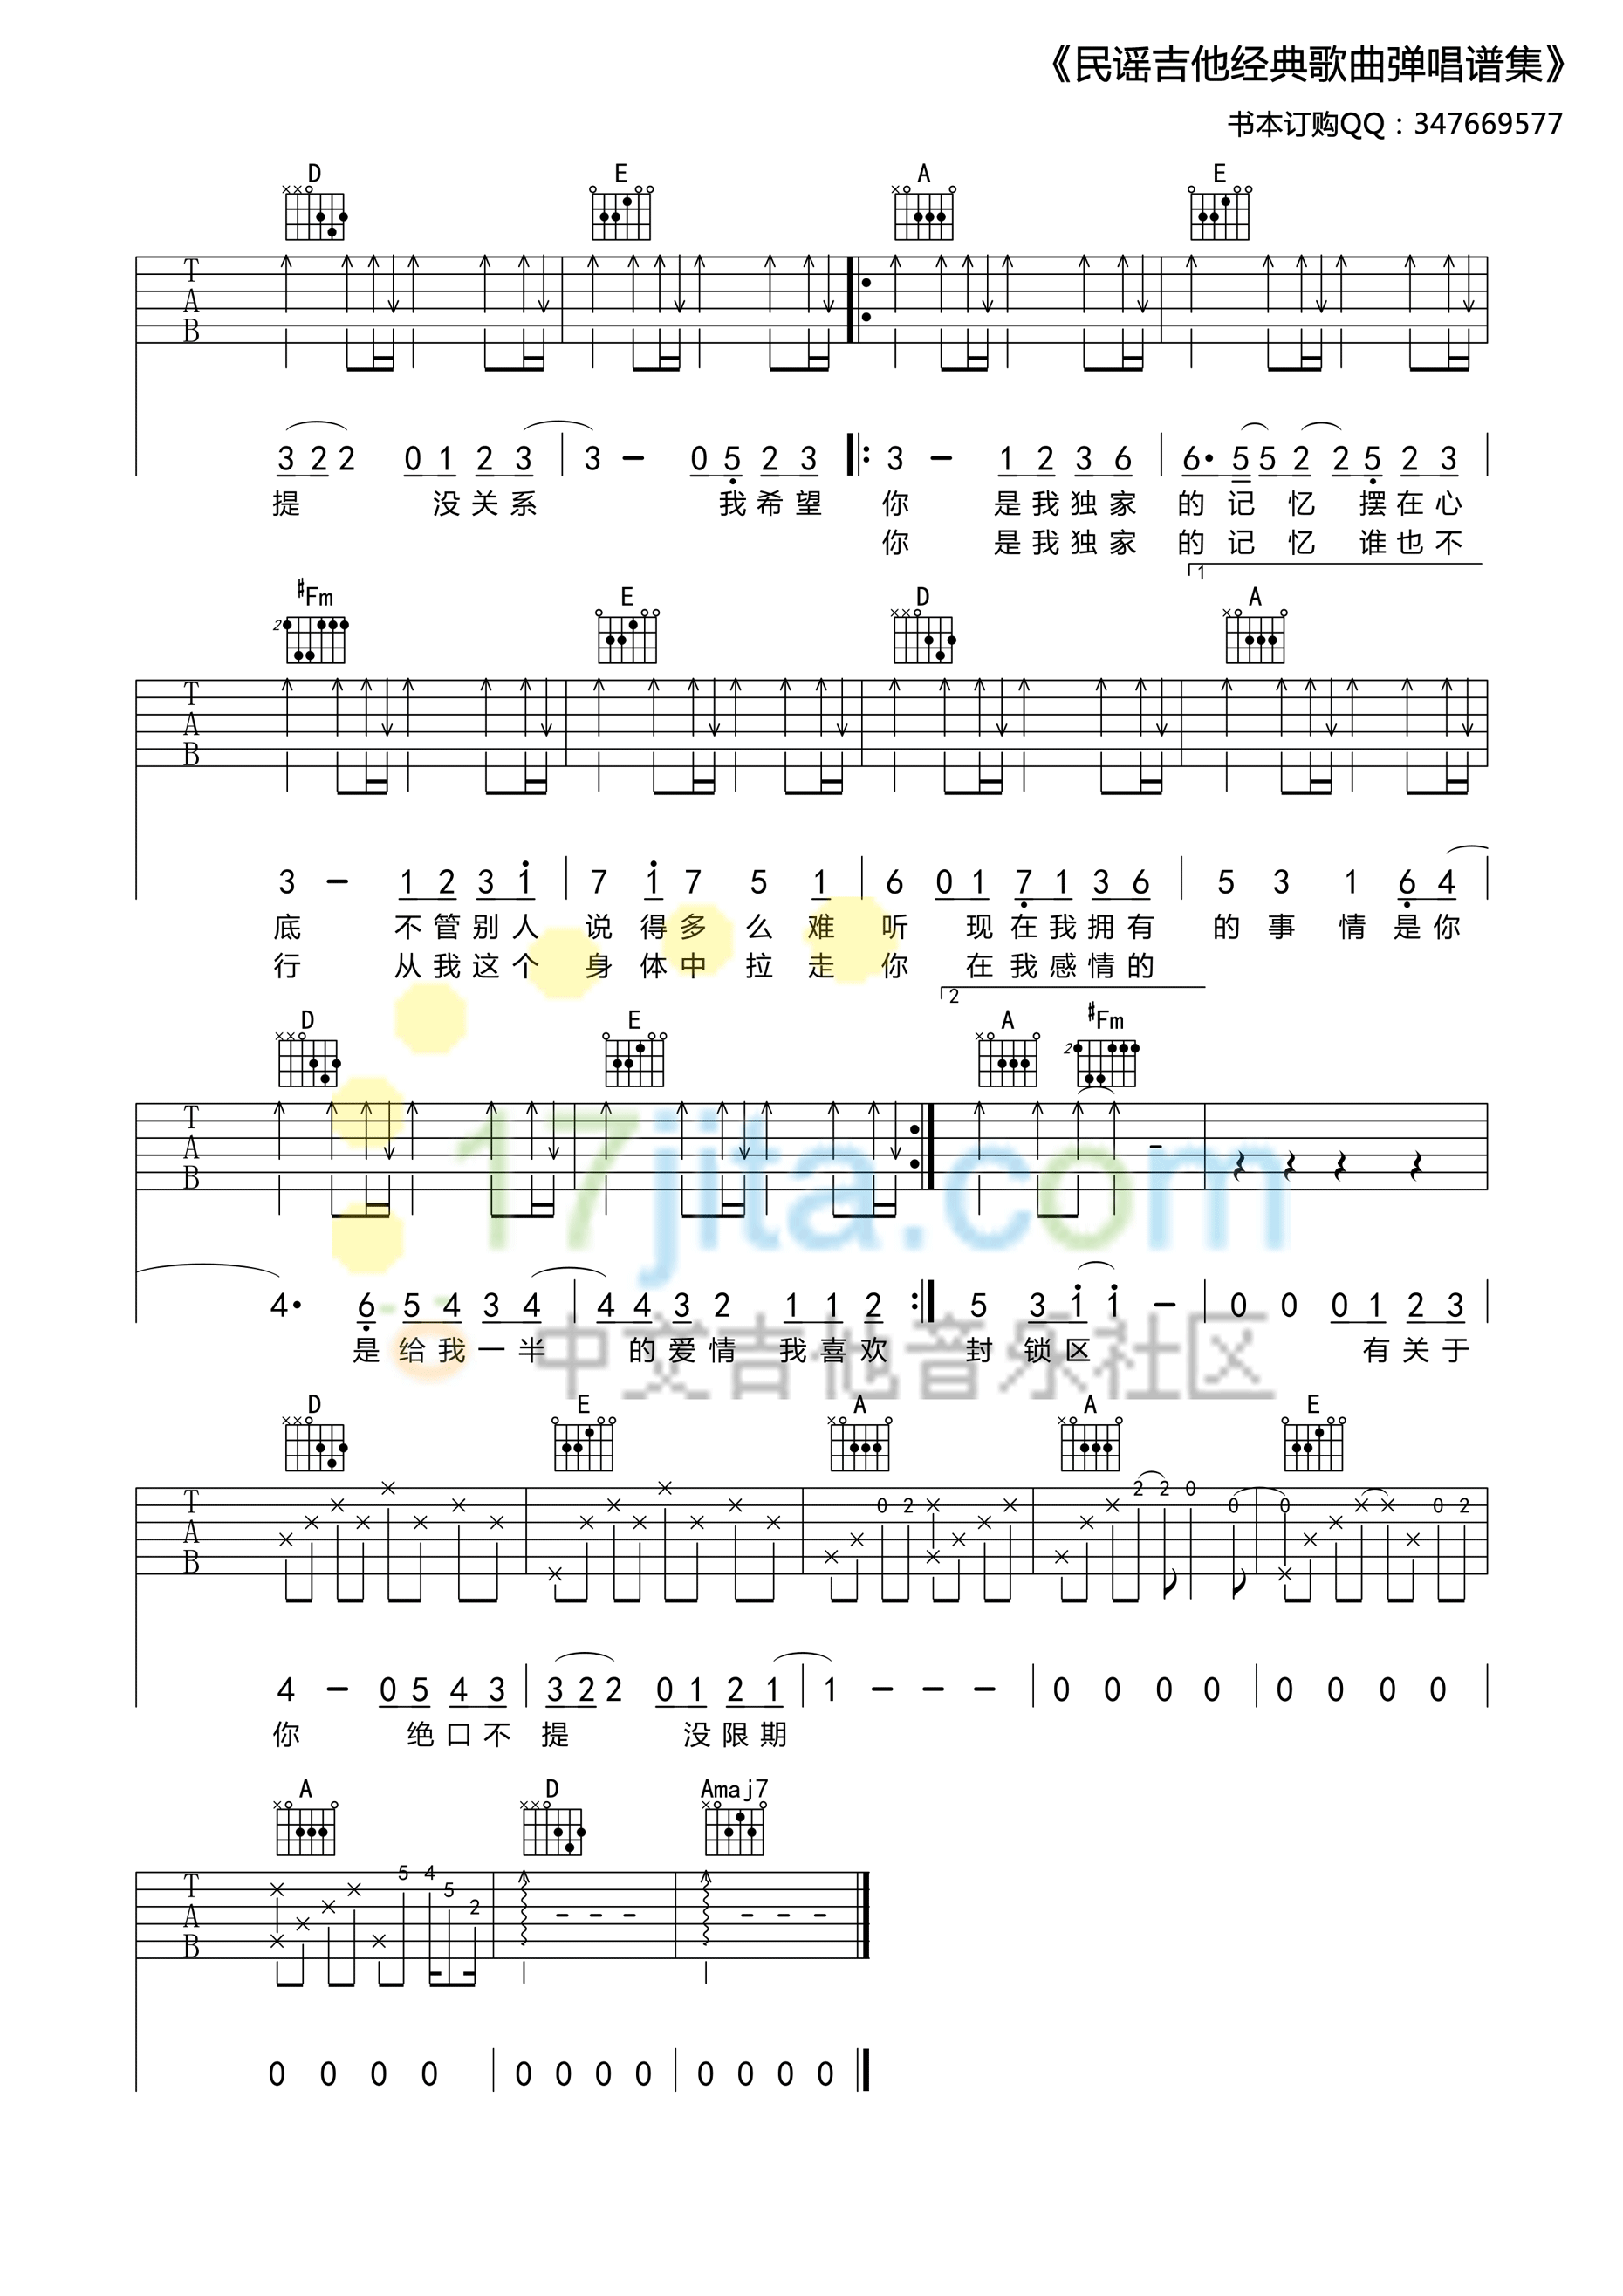 《民谣吉他经典歌曲弹唱谱集》
书本订购QQ：347669577
D E A E
T
A
B
3 2 2 0 1 2 3 3 - 0 5 2 3 3 - 1 2 3 6 6· 5 5 2 2 5 2 3
提 没 关 系 我 希 望 你 是 我 独 家 的 记 忆 摆 在 心
你 是 我 独 家 的 记 忆 谁 也 不
1
♯Fm E D A
2
T
A
B
3 - 1 2 3 1 7 1 7 5 1 6 0 1 7 1 3 6 5 3 1 6 4
底 不 管 别 人 说 得 多 么 难 听 现 在 我 拥 有 的 事 情 是 你
行 从 我 这 个 身 体 中 拉 走 你 在 我 感 情 的
2
D E A ♯Fm
2
T
A
B
17jita.com
4· 6 5 4 3 4 4 4 3 2 1 1 2 5 3 1 1 - 0 0 0 1 2 3
是 给 我 一 半 的 爱 情 我 喜 欢 封 锁 区 有 关 于
中文吉他音乐社区
D E A A E
T
A
B
0 2 2 2 0 0 0 0 2
4 - 0 5 4 3 3 2 2 0 1 2 1 1 - - - 0 0 0 0 0 0 0 0
你 绝 口 不 提 没 限 期
A D Amaj7
T
A
B
5 4 5 2
0 0 0 0 0 0 0 0 0 0 0 0